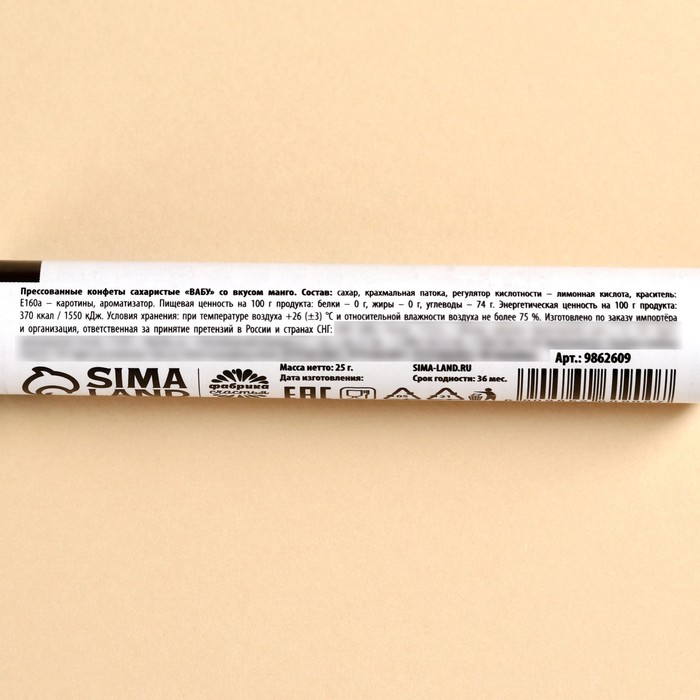 Прессованные конфеты сахаристые «ВАБУ» со вкусом манго. Состав: сахар, крахмальная патока, регулятор кислотности – лимонная кислота, краситель:
Е160а – каротины, ароматизатор. Пищевая ценность на 100 г продукта: белки – 0 г, жиры – 0 г, углеводы – 74 г. Энергетическая ценность на 100 г продукта:
370 ккал / 1550 кДж. Условия хранения: при температуре воздуха +26 (±3) °С и относительной влажности воздуха не более 75 %. Изготовлено по заказу импортёра
и организация, ответственная за принятие претензий в России и странах СНГ:
Арт.: 9862609
SIMA
LAND
фабрика
счастья
Масса нетто: 25 г.
Дата изготовления:
EAC
SIMA-LAND.RU
Срок годности: 36 мес.